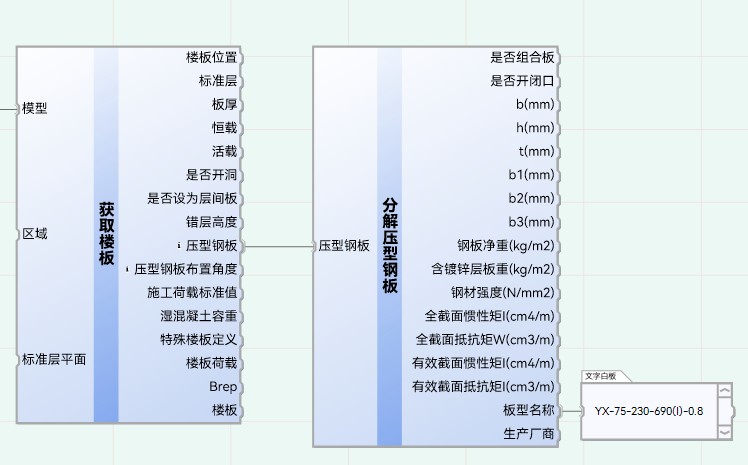 模型
区域
标准层平面
获取楼板
楼板位置
标准层
板厚
恒载
活载
是否开洞
是否设为层间板
错层高度
i 压型钢板
i 压型钢板布置角度
施工荷载标准值
湿混凝土容重
特殊楼板定义
楼板荷载
Brep
楼板
压型钢板
分解压型钢板
是否组合板
是否开闭口
b(mm)
h(mm)
t(mm)
b1(mm)
b2(mm)
b3(mm)
钢板净重(kg/m2)
含镀锌层板重(kg/m2)
钢材强度(N/mm2)
全截面惯性矩I(cm4/m)
全截面抵抗矩W(cm3/m)
有效截面惯性矩I(cm4/m)
有效截面抵抗矩I(cm3/m)
板型名称
生产厂商
文字白板
YX-75-230-690(I)-0.8